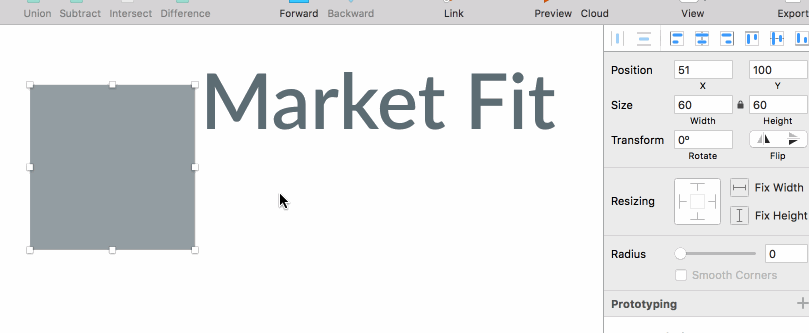 Union Subtract Intersect Difference Forward Backward Link Preview Cloud View Export
Market Fit
Position 51 100
X Y
Size 60 60
Width Height
Transform 0°
Rotate Flip
Resizing Fix Width
Fix Height
Radius 0
Smooth Corners
Prototyping